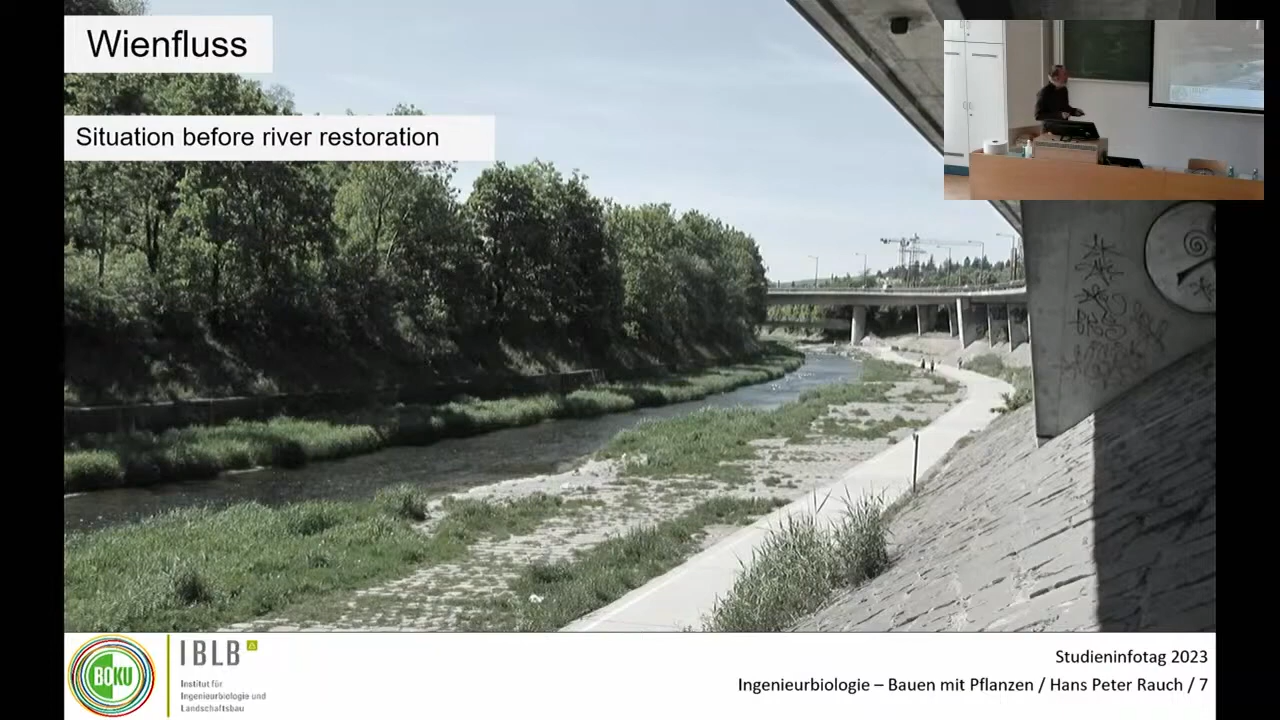 Wienfluss
Situation before river restoration
BOKU
IBLB
Institut für
Ingenieurbiologie und
Landschaftsbau
Studieninfotag 2023
Ingenieurbiologie – Bauen mit Pflanzen / Hans Peter Rauch / 7
IBLB